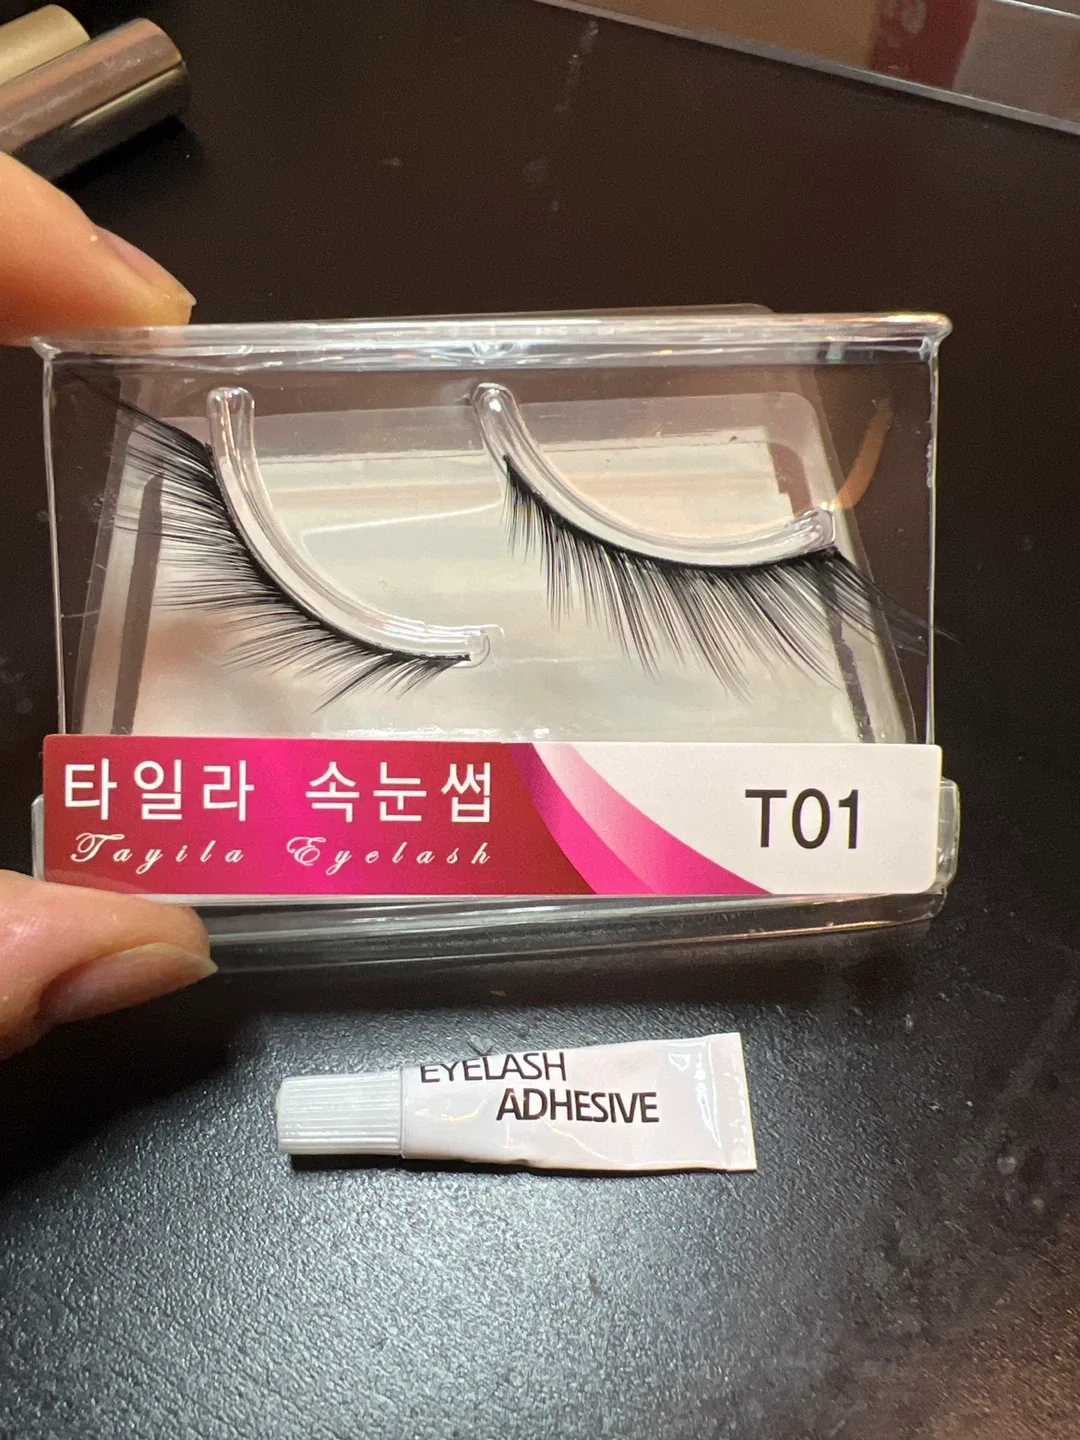 타일라 속눈썹
Tayila Eyelash
T01
EYELASH
ADHESIVE